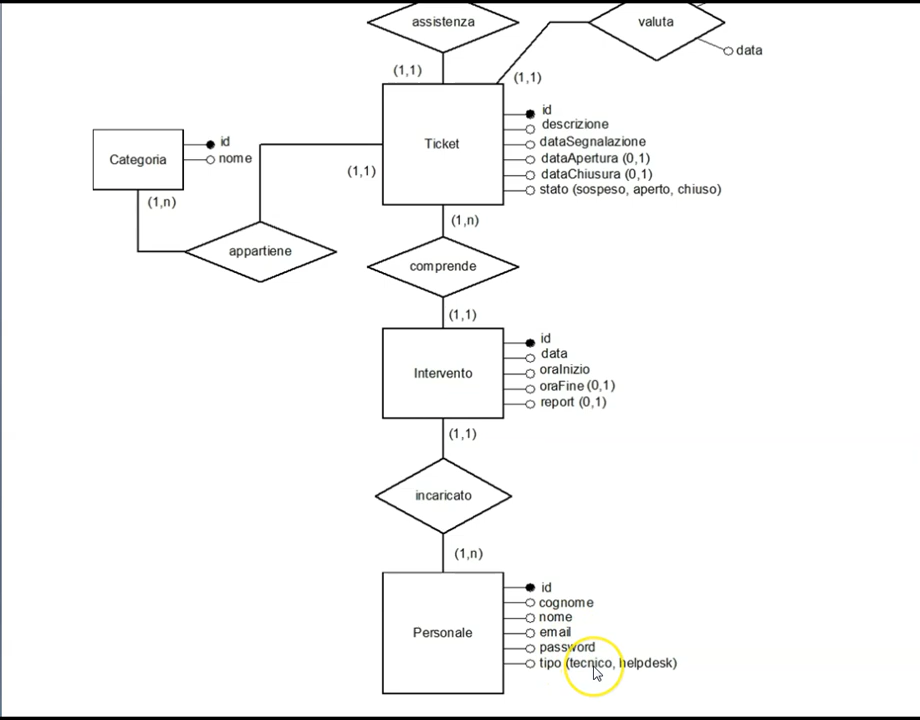 assistenza
valuta
data
(1,1)
(1,1)
Ticket
id
descrizione
dataSegnalazione
dataApertura (0,1)
dataChiusura (0,1)
stato (sospeso, aperto, chiuso)
Categoria
id
nome
(1,1)
(1,n)
(1,n)
appartiene
comprende
(1,1)
Intervento
id
data
oraInizio
oraFine (0,1)
report (0,1)
(1,1)
incaricato
(1,n)
Personale
id
cognome
nome
email
password
tipo (tecnico, helpdesk)